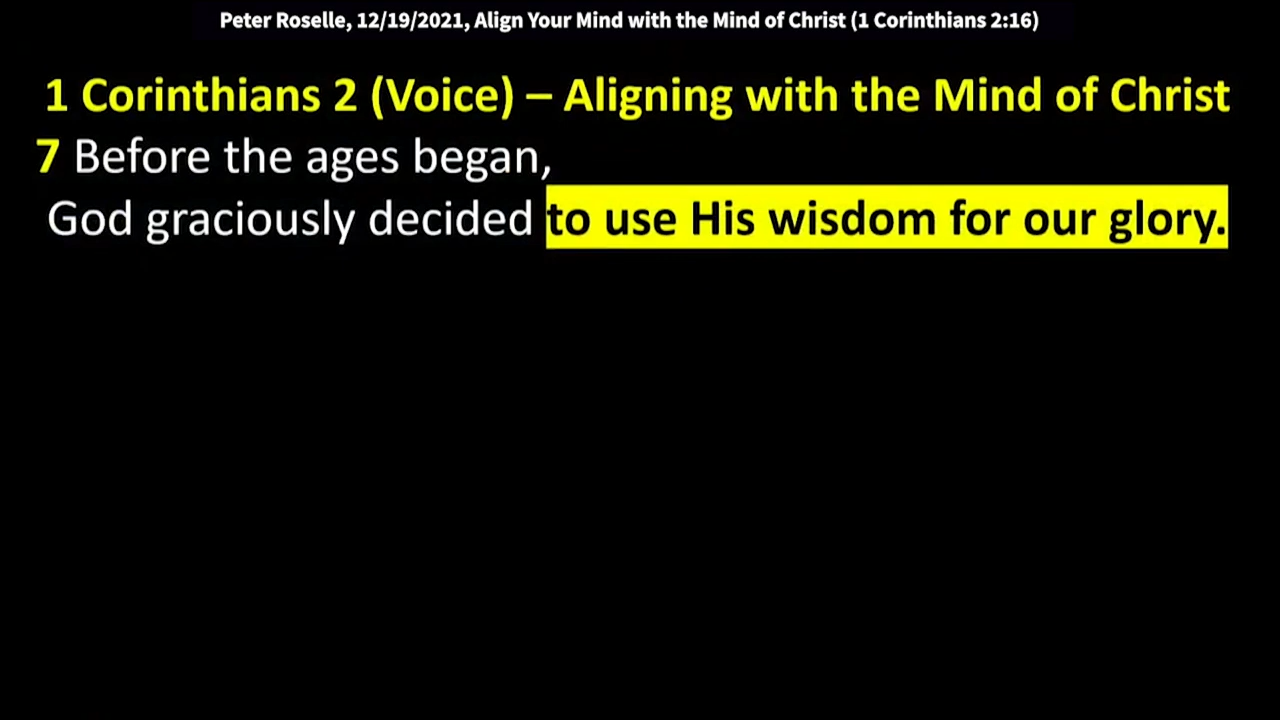 Peter Roselle, 12/19/2021, Align Your Mind with the Mind of Christ (1 Corinthians 2:16)
1 Corinthians 2 (Voice) – Aligning with the Mind of Christ
7 Before the ages began,
God graciously decided to use His wisdom for our glory.